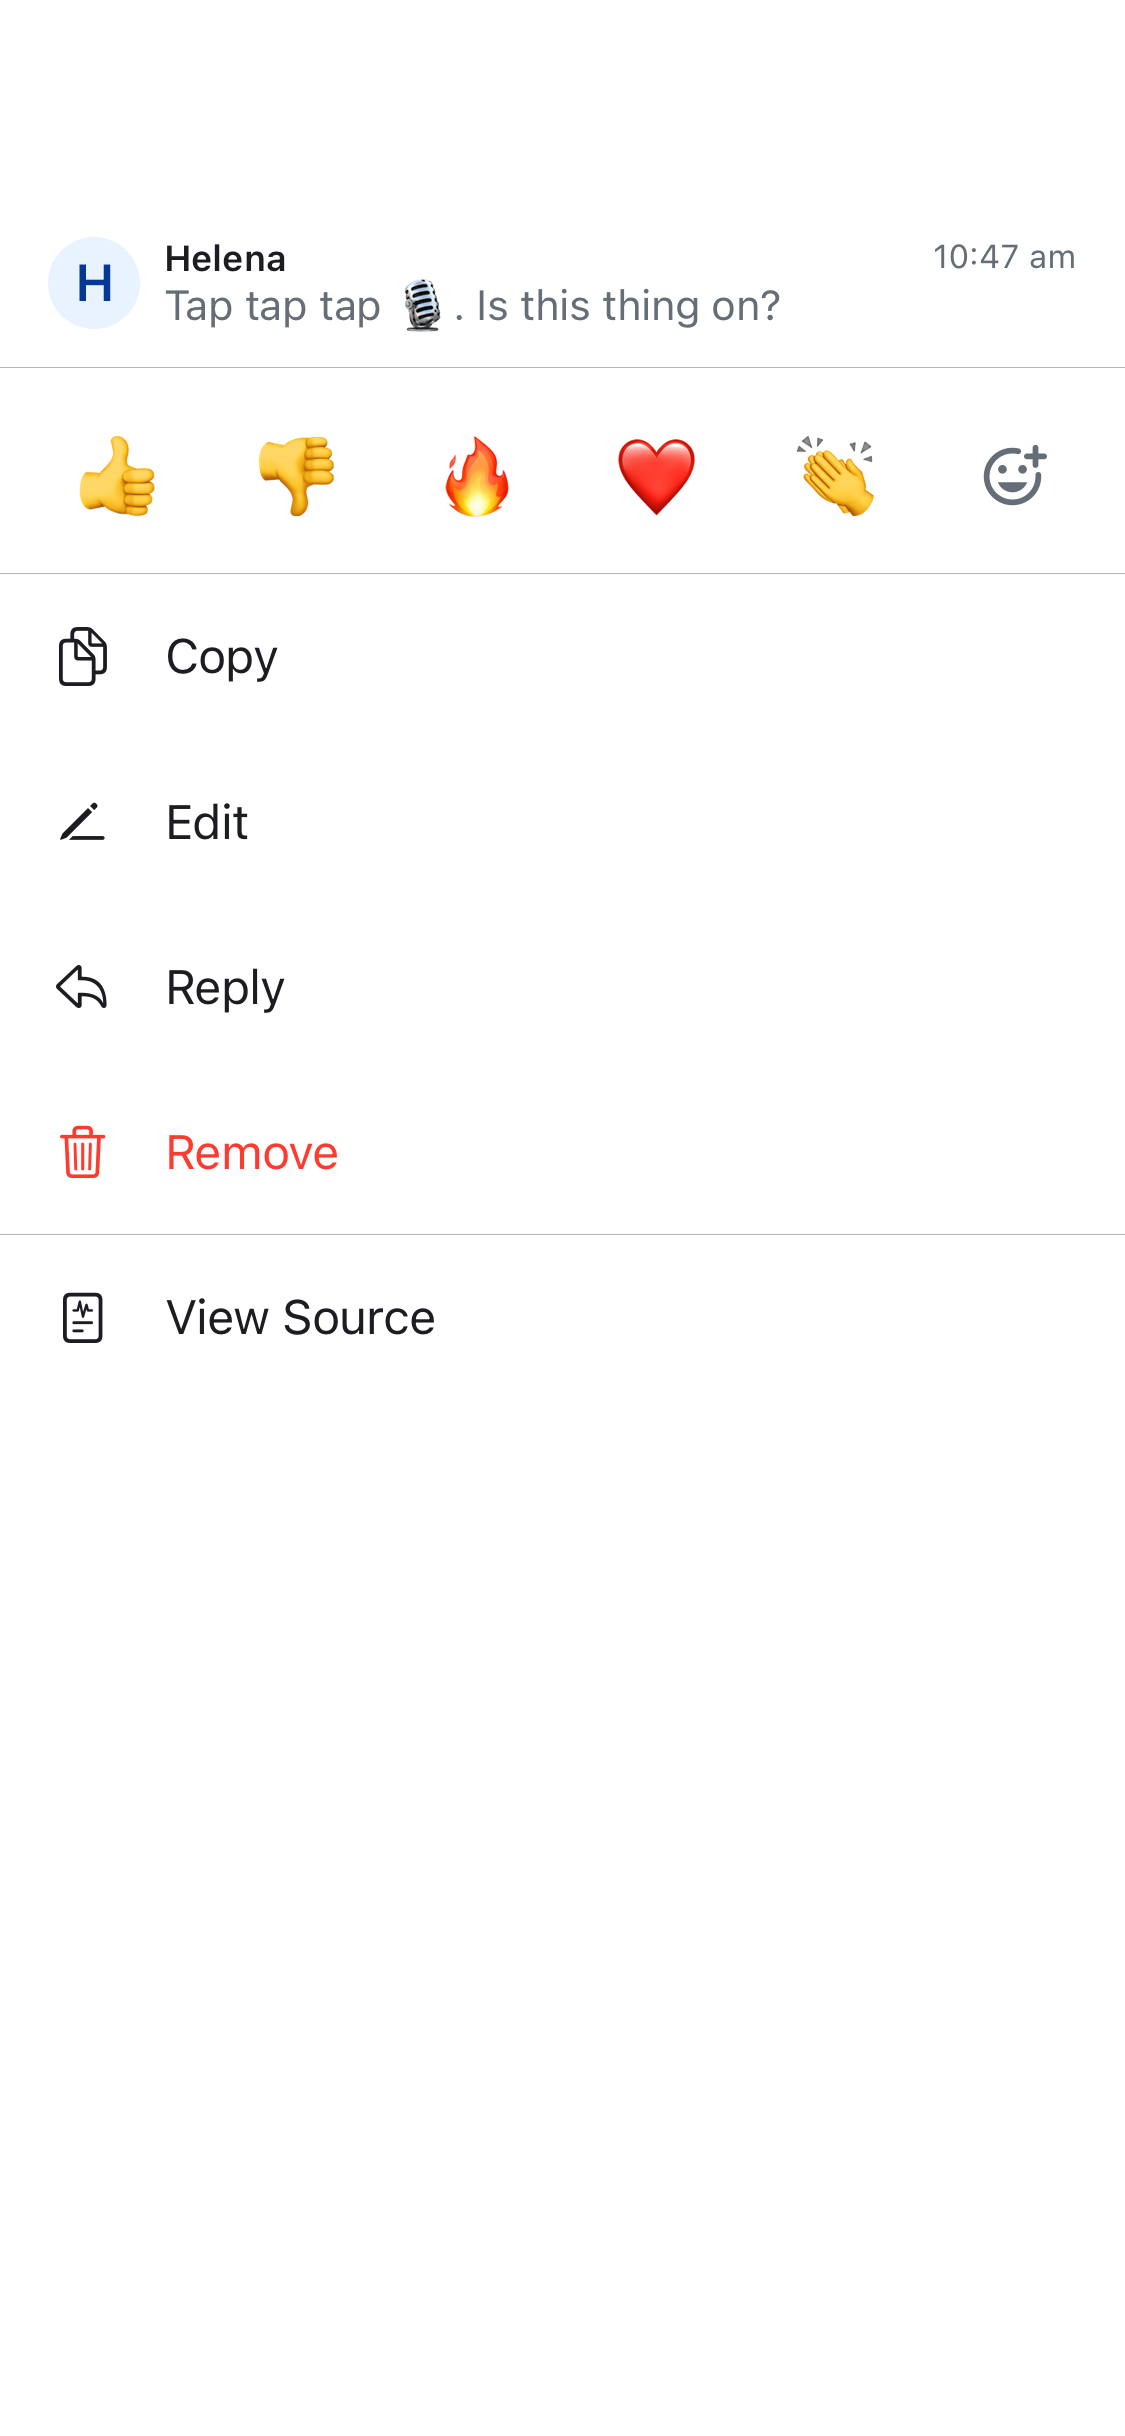 H
Helena
10:47 am
Tap tap tap 🎙️. Is this thing on?
Copy
Edit
Reply
Remove
View Source